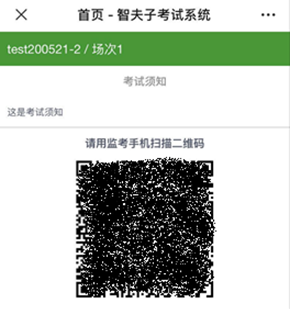 首页 - 智夫子考试系统
test200521-2 / 场次1
考试须知
这是考试须知
请用监考手机扫描二维码